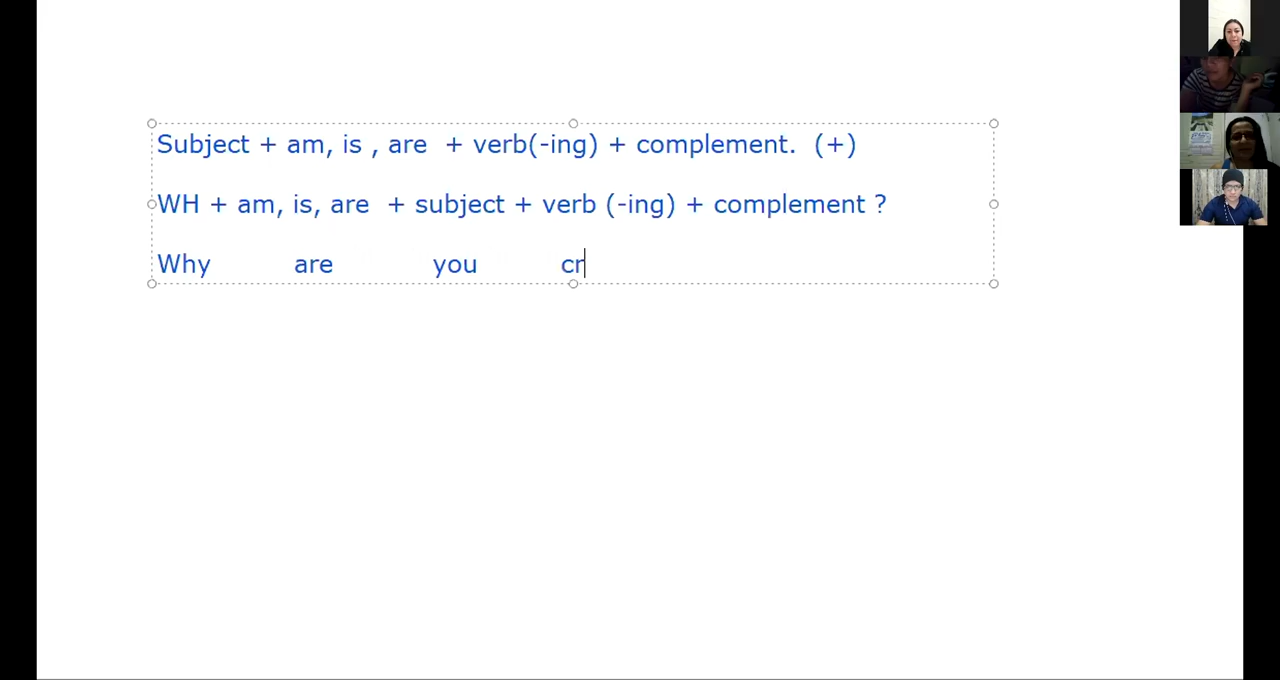 Subject + am, is , are + verb(-ing) + complement. (+)
WH + am, is, are + subject + verb (-ing) + complement ?
Why are you cr